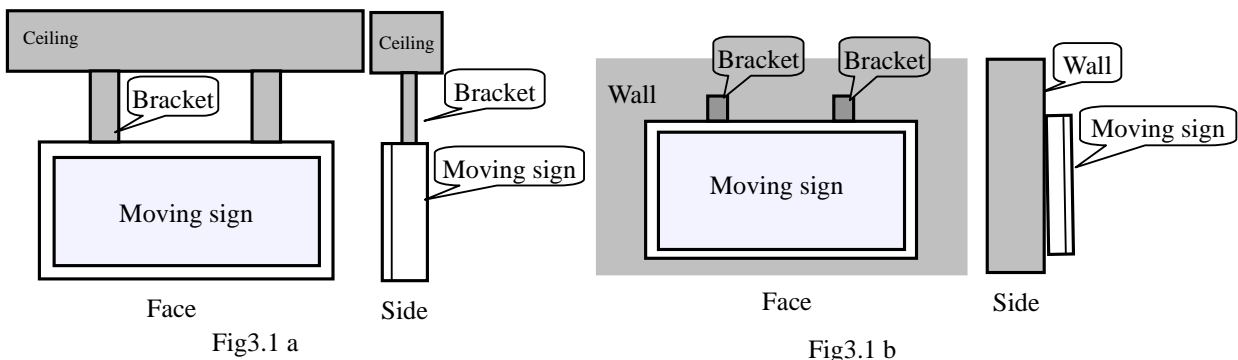 Ceiling
Ceiling
Bracket
Bracket
Moving sign
Moving sign
Face
Side
Fig3.1 a
Bracket
Bracket
Wall
Wall
Moving sign
Moving sign
Face
Side
Fig3.1 b